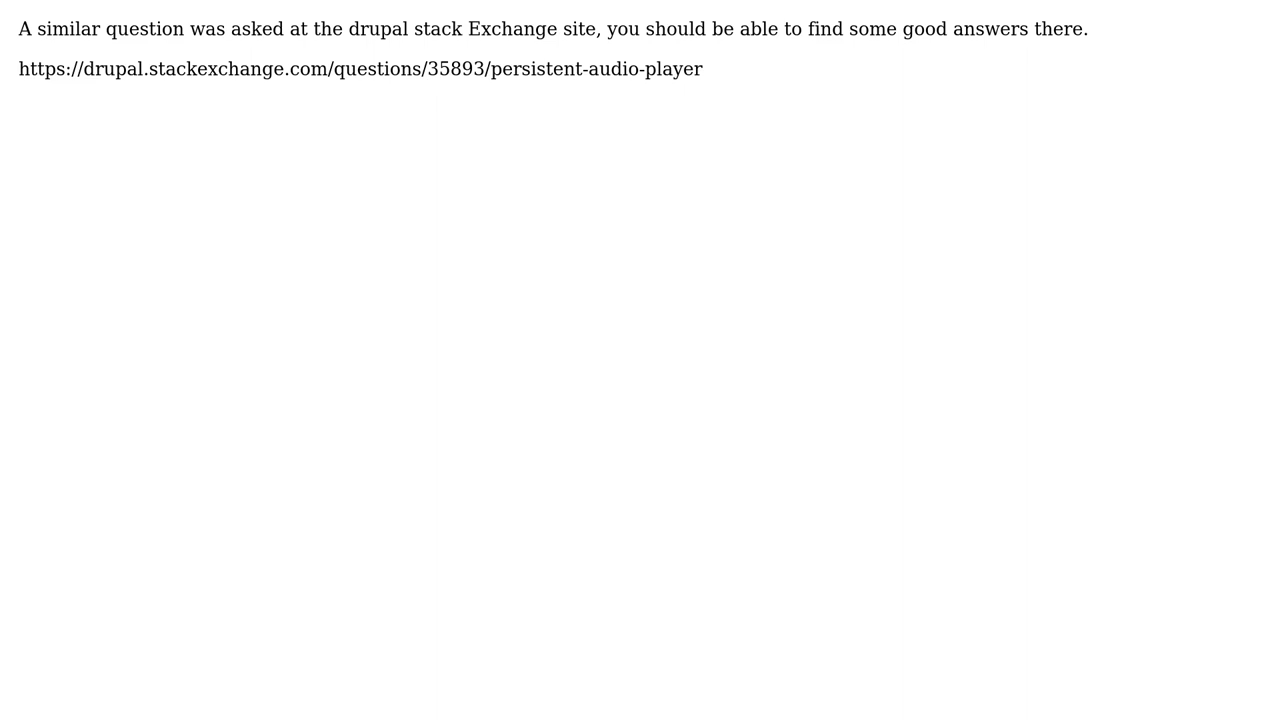 A similar question was asked at the drupal stack Exchange site, you should be able to find some good answers there.
https://drupal.stackexchange.com/questions/35893/persistent-audio-player